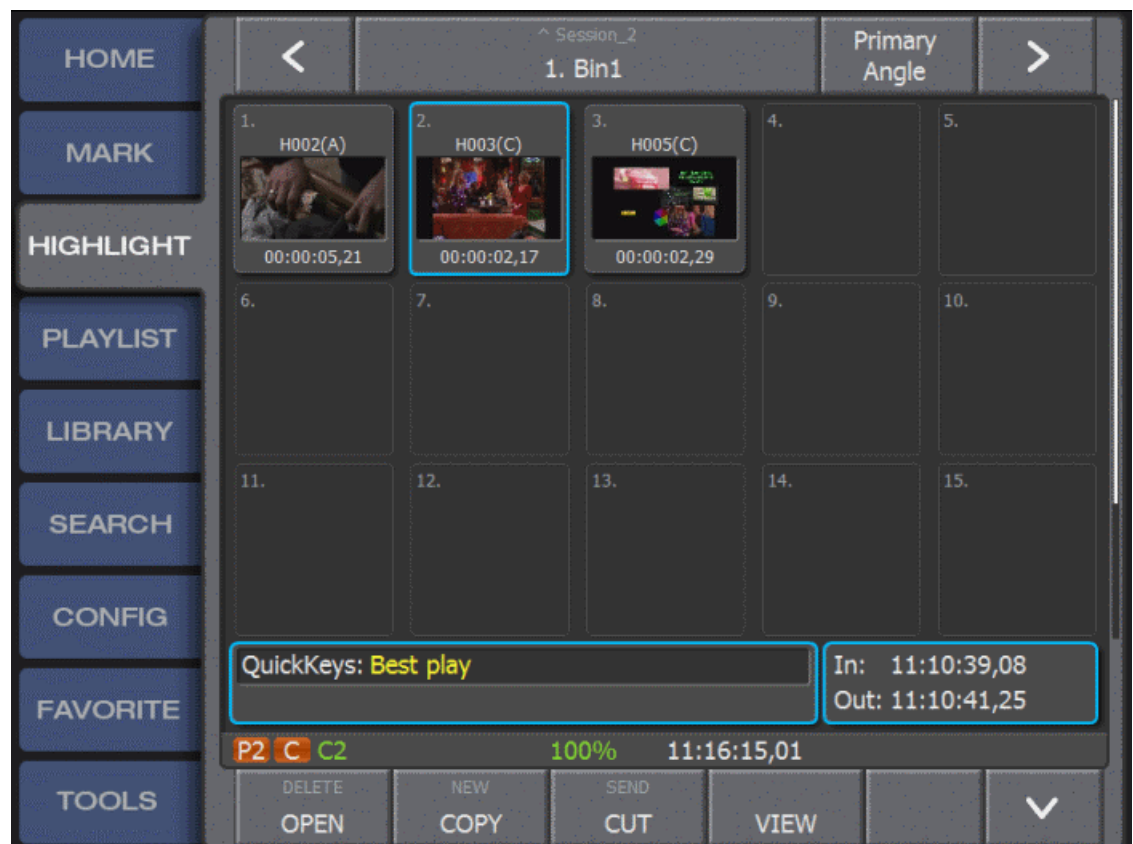 HOME
MARK
HIGHLIGHT
PLAYLIST
LIBRARY
SEARCH
CONFIG
FAVORITE
TOOLS
<
^ Session_2
1. Bin1
Primary
Angle
>
1.
H002(A)
00:00:05,21
2.
H003(C)
00:00:02,17
3.
H005(C)
00:00:02,29
4.
5.
6.
7.
8.
9.
10.
11.
12.
13.
14.
15.
QuickKeys: Best play
In: 11:10:39,08
Out: 11:10:41,25
P2 C C2 100% 11:16:15,01
DELETE
OPEN
NEW
COPY
SEND
CUT
VIEW